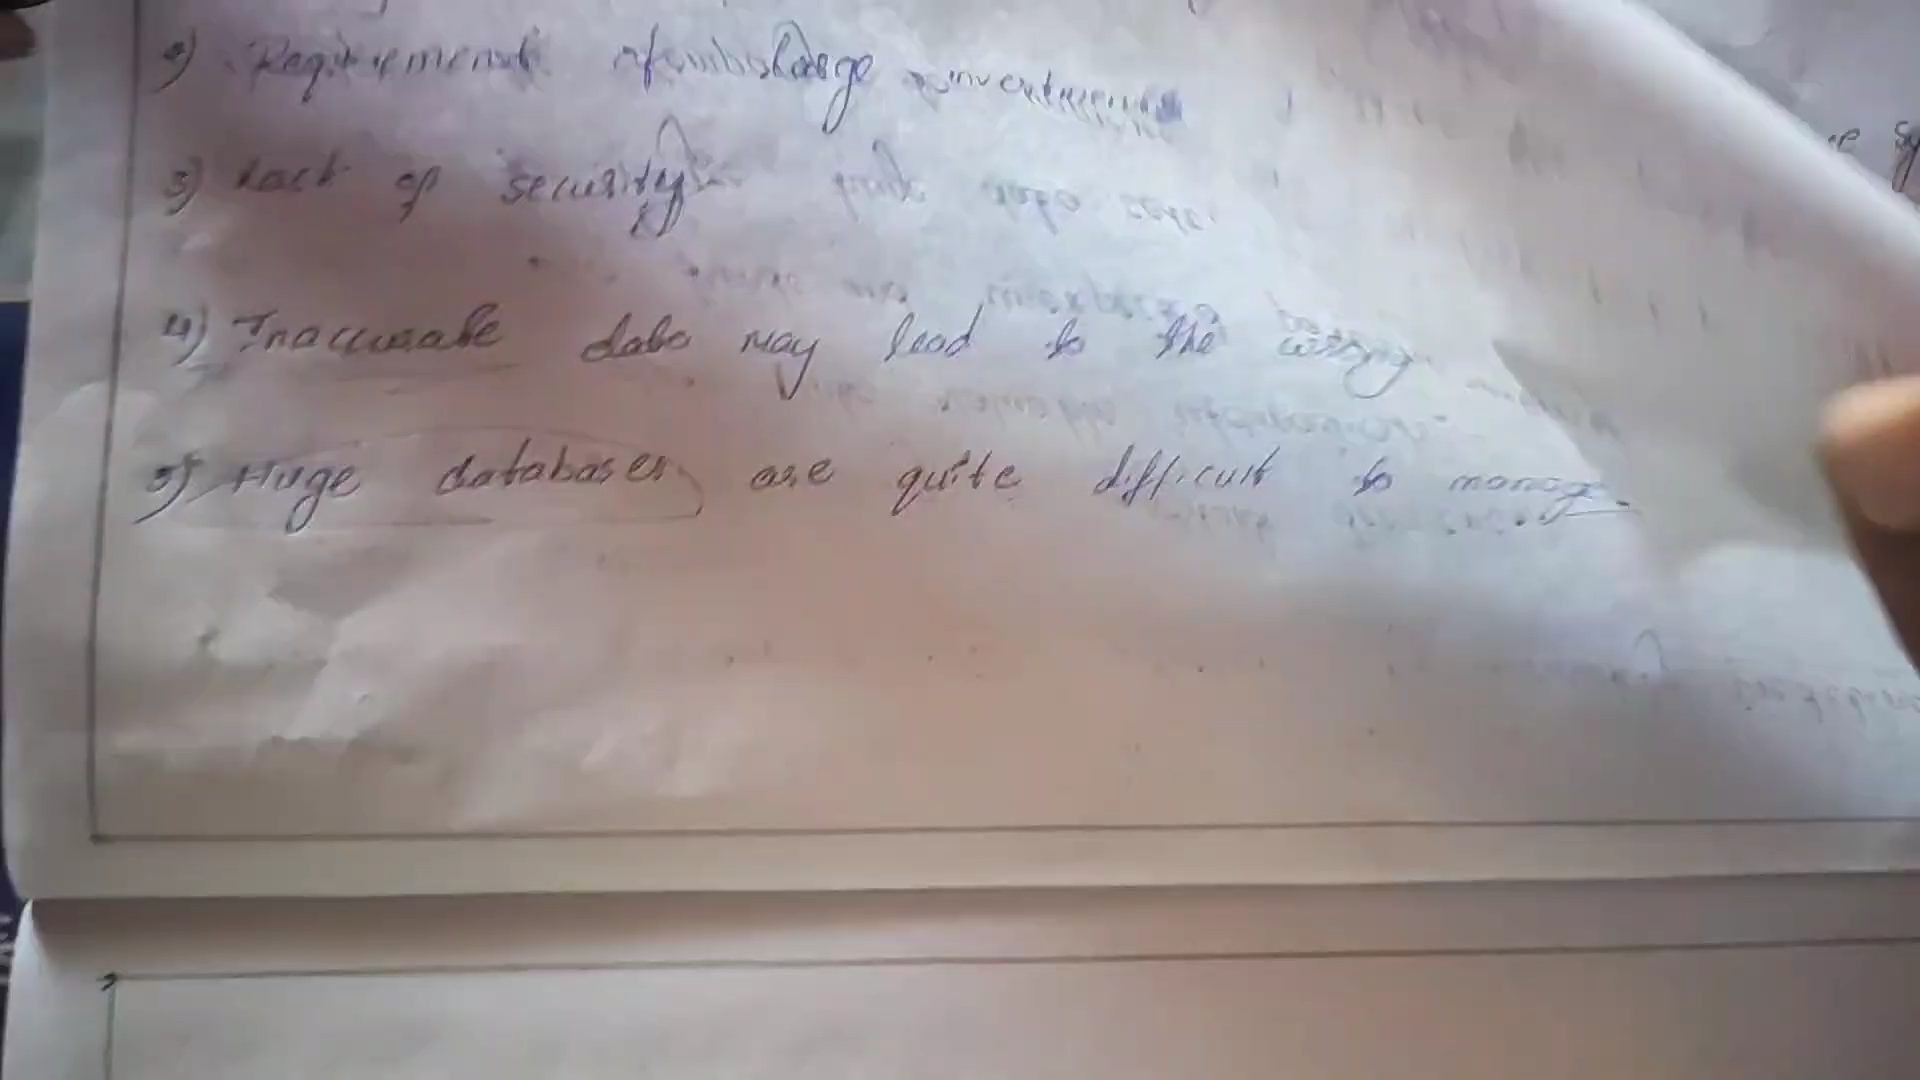 2) Requirement of large investments
3) Lack of security
4) Inaccurate data may lead to the wrong
5) Huge databases are quite difficult to manage.